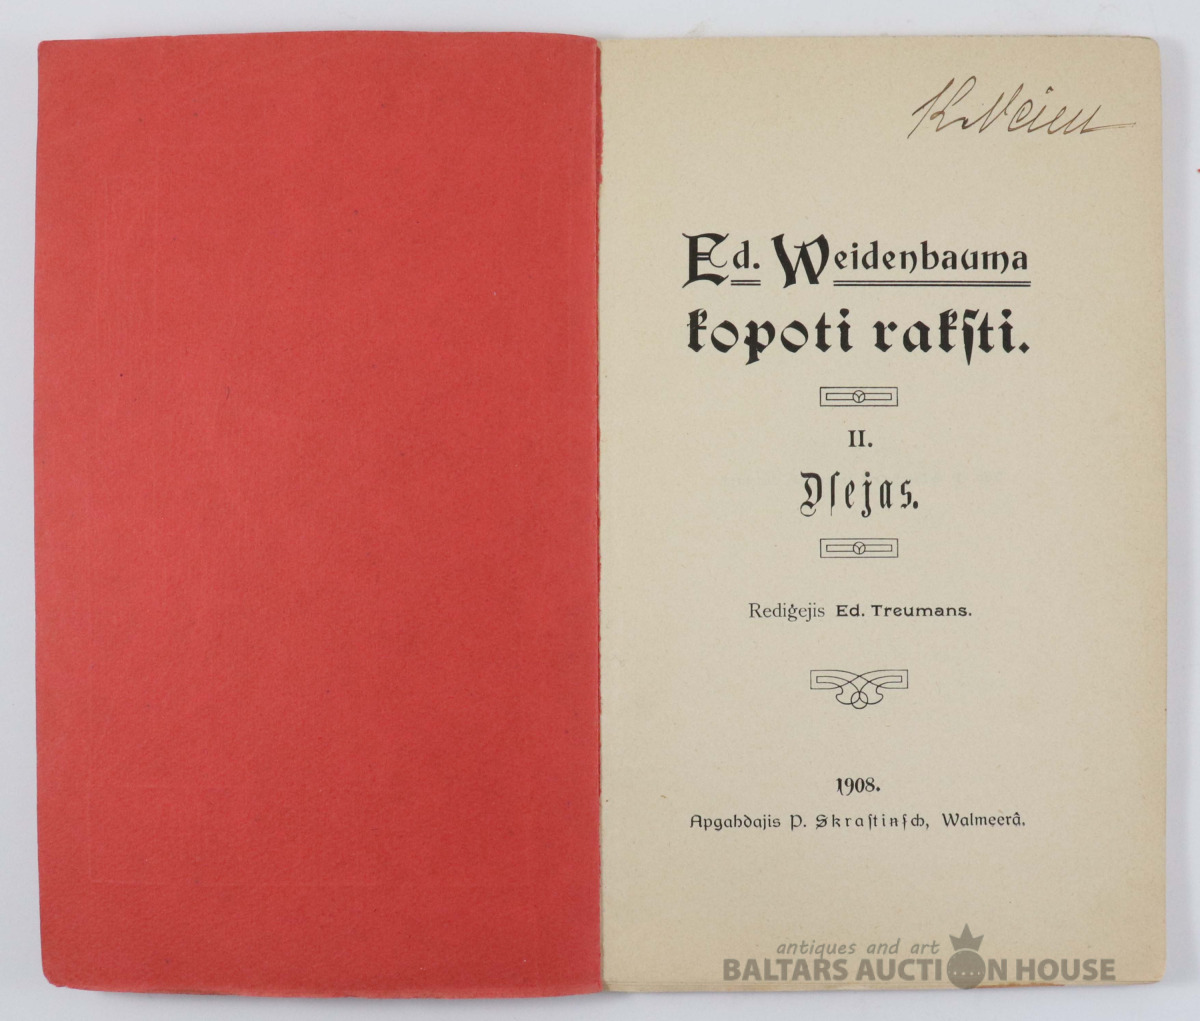 Ed. Weidenbauma
kopoti rakſti.
II.
Dſejas.
Rediģejis Ed. Treumans.
1908.
Apgahdajis P. Skraſtinſch, Walmeerâ.
antiques and art
BALTARS AUCTION HOUSE